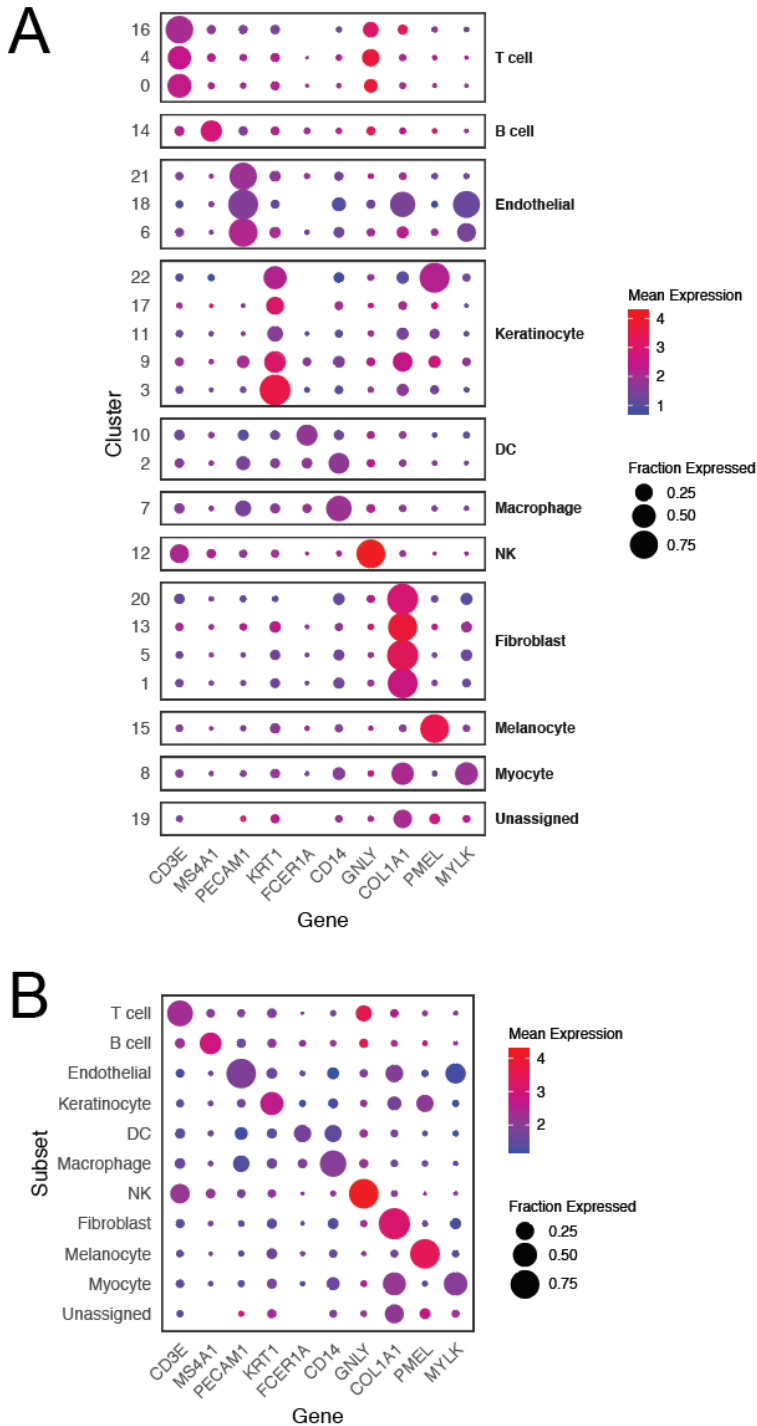 A
16
4
0
T cell
14
B cell
21
18
6
Endothelial
22
17
11
9
3
Keratinocyte
10
2
DC
7
Macrophage
12
NK
20
13
5
1
Fibroblast
15
Melanocyte
8
Myocyte
19
Unassigned
Cluster
CD3E
MS4A1
PECAM1
KRT1
FCER1A
CD14
GNLY
COL1A1
PMEL
MYLK
Gene
Mean Expression
4
3
2
1
Fraction Expressed
0.25
0.50
0.75
B
T cell
B cell
Endothelial
Keratinocyte
DC
Macrophage
NK
Fibroblast
Melanocyte
Myocyte
Unassigned
Subset
CD3E
MS4A1
PECAM1
KRT1
FCER1A
CD14
GNLY
COL1A1
PMEL
MYLK
Gene
Mean Expression
4
3
2
Fraction Expressed
0.25
0.50
0.75